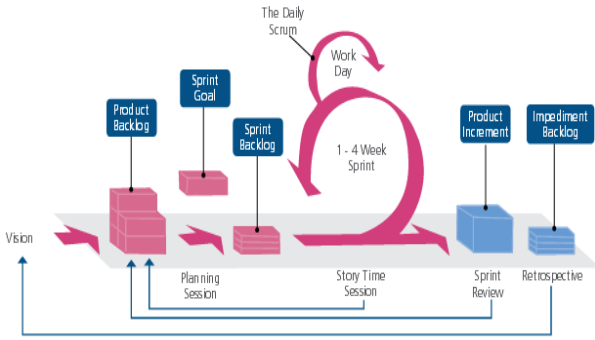 The Daily
Scrum
Work
Day
Sprint
Goal
Product
Backlog
Sprint
Backlog
1 - 4 Week
Sprint
Product
Increment
Impediment
Backlog
Vision
Planning
Session
Story Time
Session
Sprint
Review
Retrospective